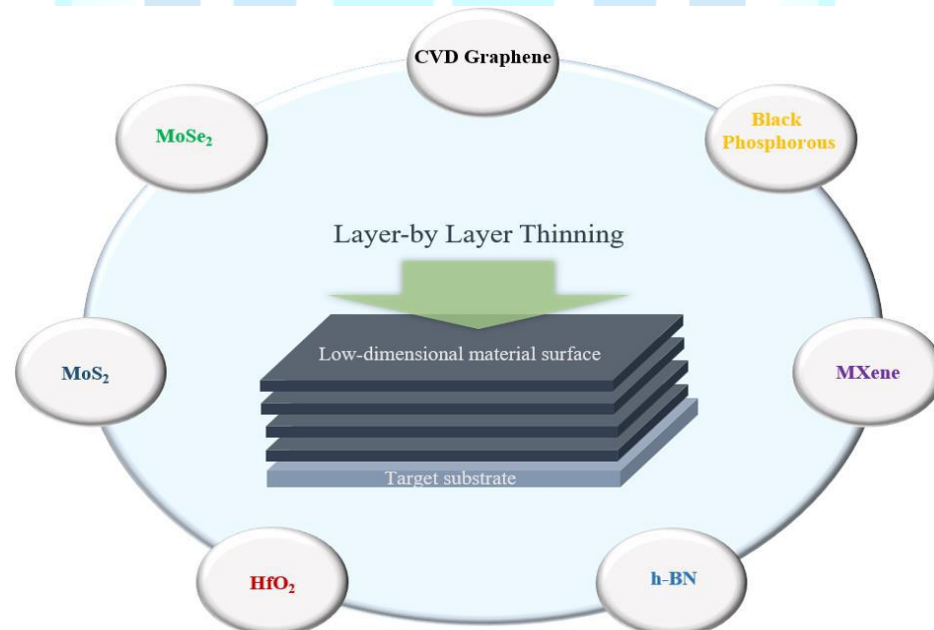 CVD Graphene
MoSe₂
Black
Phosphorous
Layer-by Layer Thinning
Low-dimensional material surface
MoS₂
MXene
Target substrate
HfO₂
h-BN